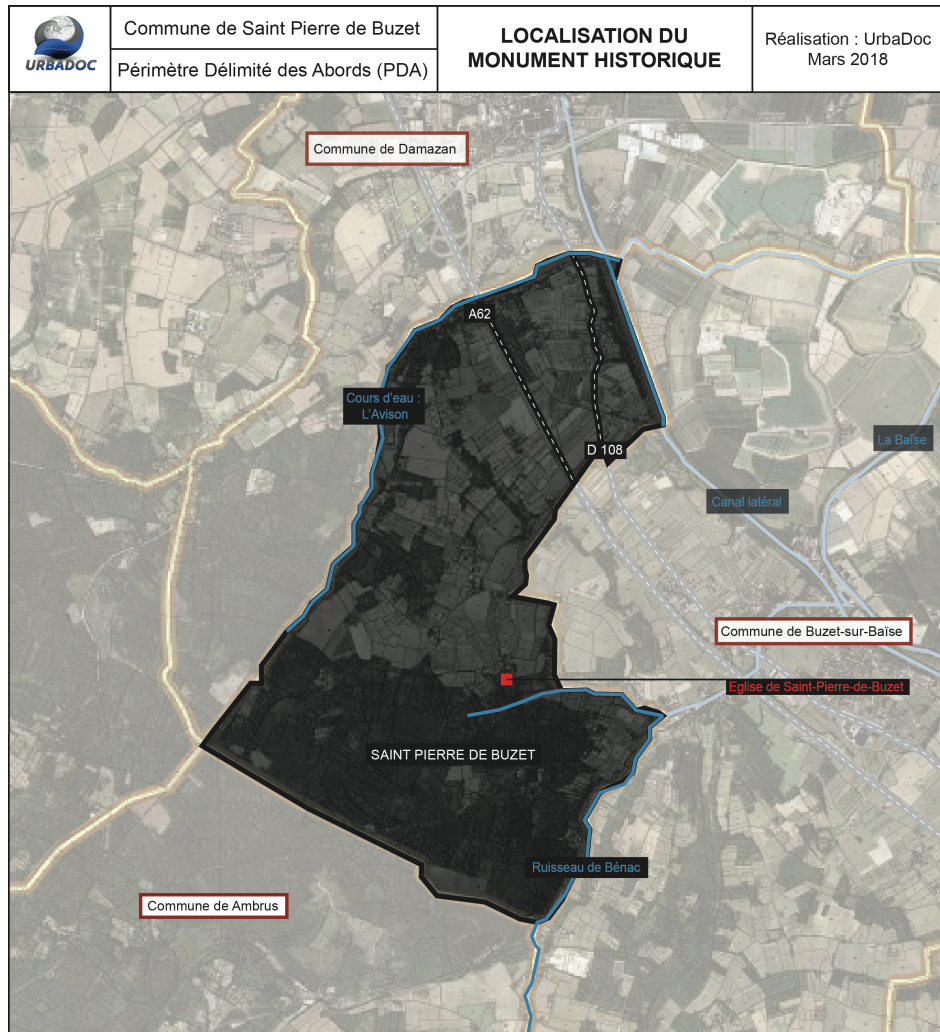 URBADOC
Commune de Saint Pierre de Buzet
Périmètre Délimité des Abords (PDA)
LOCALISATION DU
MONUMENT HISTORIQUE
Réalisation : UrbaDoc
Mars 2018
Commune de Damazan
A62
Cours d'eau :
L'Avison
D 108
La Baïse
Canal latéral
Commune de Buzet-sur-Baïse
Eglise de Saint-Pierre-de-Buzet
SAINT PIERRE DE BUZET
Ruisseau de Bénac
Commune de Ambrus